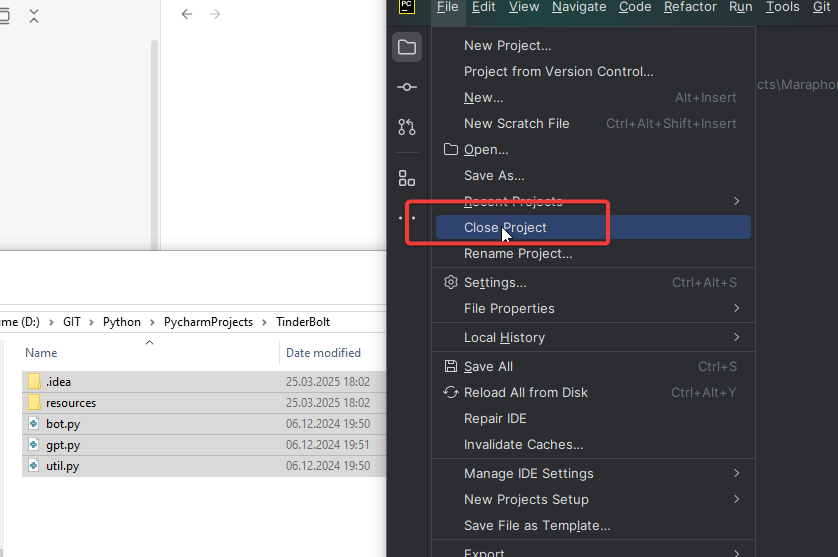 PC File Edit View Navigate Code Refactor Run Tools Git
New Project...
Project from Version Control...
cts\Maraphon
New... Alt+Insert
New Scratch File Ctrl+Alt+Shift+Insert
Open...
Save As...
Recent Projects
Close Project
Rename Project...
Settings... Ctrl+Alt+S
File Properties
Local History
Save All Ctrl+S
Reload All from Disk Ctrl+Alt+Y
Repair IDE
Invalidate Caches...
Manage IDE Settings
New Projects Setup
Save File as Template...
Export
ume (D:) > GIT > Python > PycharmProjects > TinderBolt
Name Date modified
.idea 25.03.2025 18:02
resources 25.03.2025 18:02
bot.py 06.12.2024 19:50
gpt.py 06.12.2024 19:51
util.py 06.12.2024 19:50